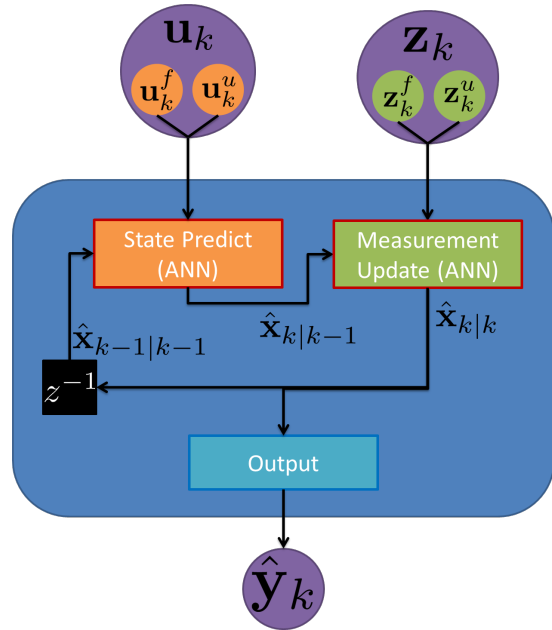 𝐮_k
𝐳_k
𝐮_k^f
𝐮_k^u
𝐳_k^f
𝐳_k^u
State Predict
(ANN)
Measurement
Update (ANN)
𝐱̂_{k|k−1}
𝐱̂_{k|k}
𝐱̂_{k−1|k−1}
z^{−1}
Output
𝐲̂_k